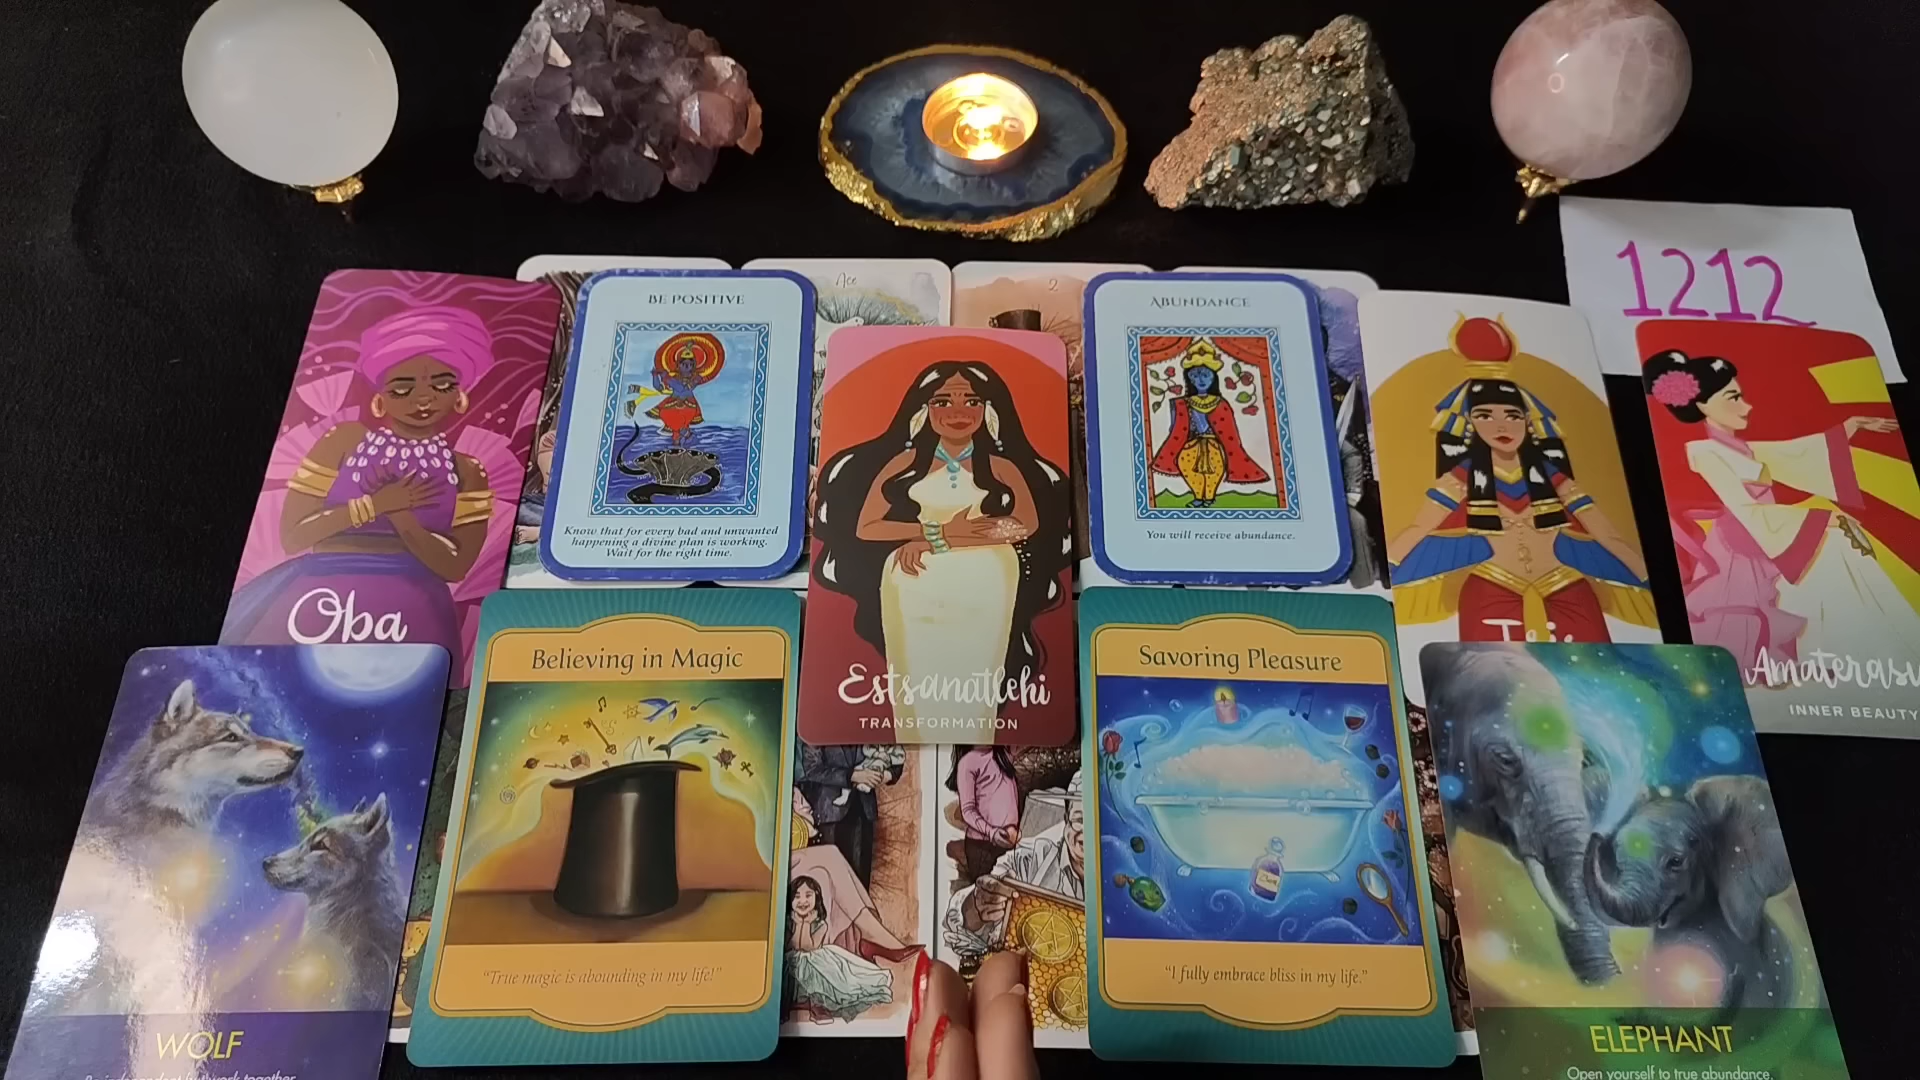 1212
Ace
2
BE POSITIVE
Know that for every bad and unwanted
happening a divine plan is working.
Wait for the right time.
ABUNDANCE
You will receive abundance.
Oba
Estsanatlehi
TRANSFORMATION
Amaterasu
INNER BEAUTY
Believing in Magic
"True magic is abounding in my life!"
Savoring Pleasure
"I fully embrace bliss in my life."
WOLF
work together
ELEPHANT
Open yourself to true abundance.